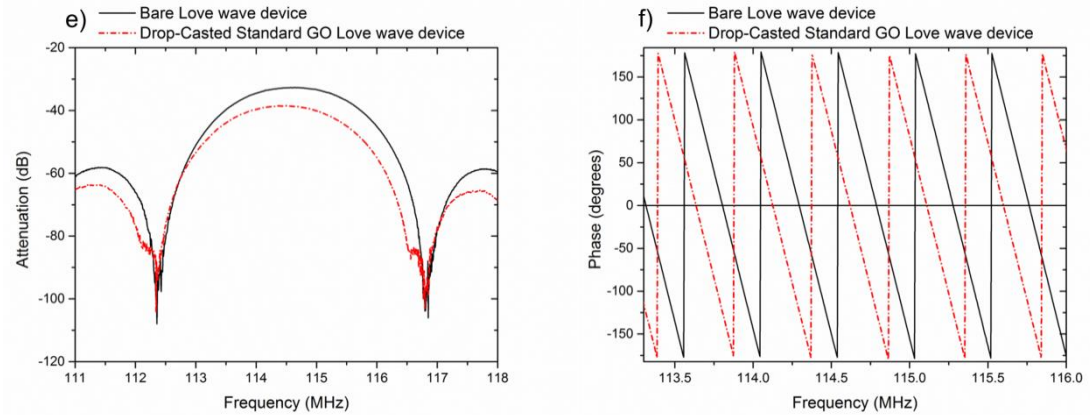 e)
Bare Love wave device
Drop-Casted Standard GO Love wave device
-20
-40
-60
-80
-100
-120
Attenuation (dB)
111 112 113 114 115 116 117 118
Frequency (MHz)
f)
Bare Love wave device
Drop-Casted Standard GO Love wave device
150
100
50
0
-50
-100
-150
Phase (degrees)
113.5 114.0 114.5 115.0 115.5 116.0
Frequency (MHz)